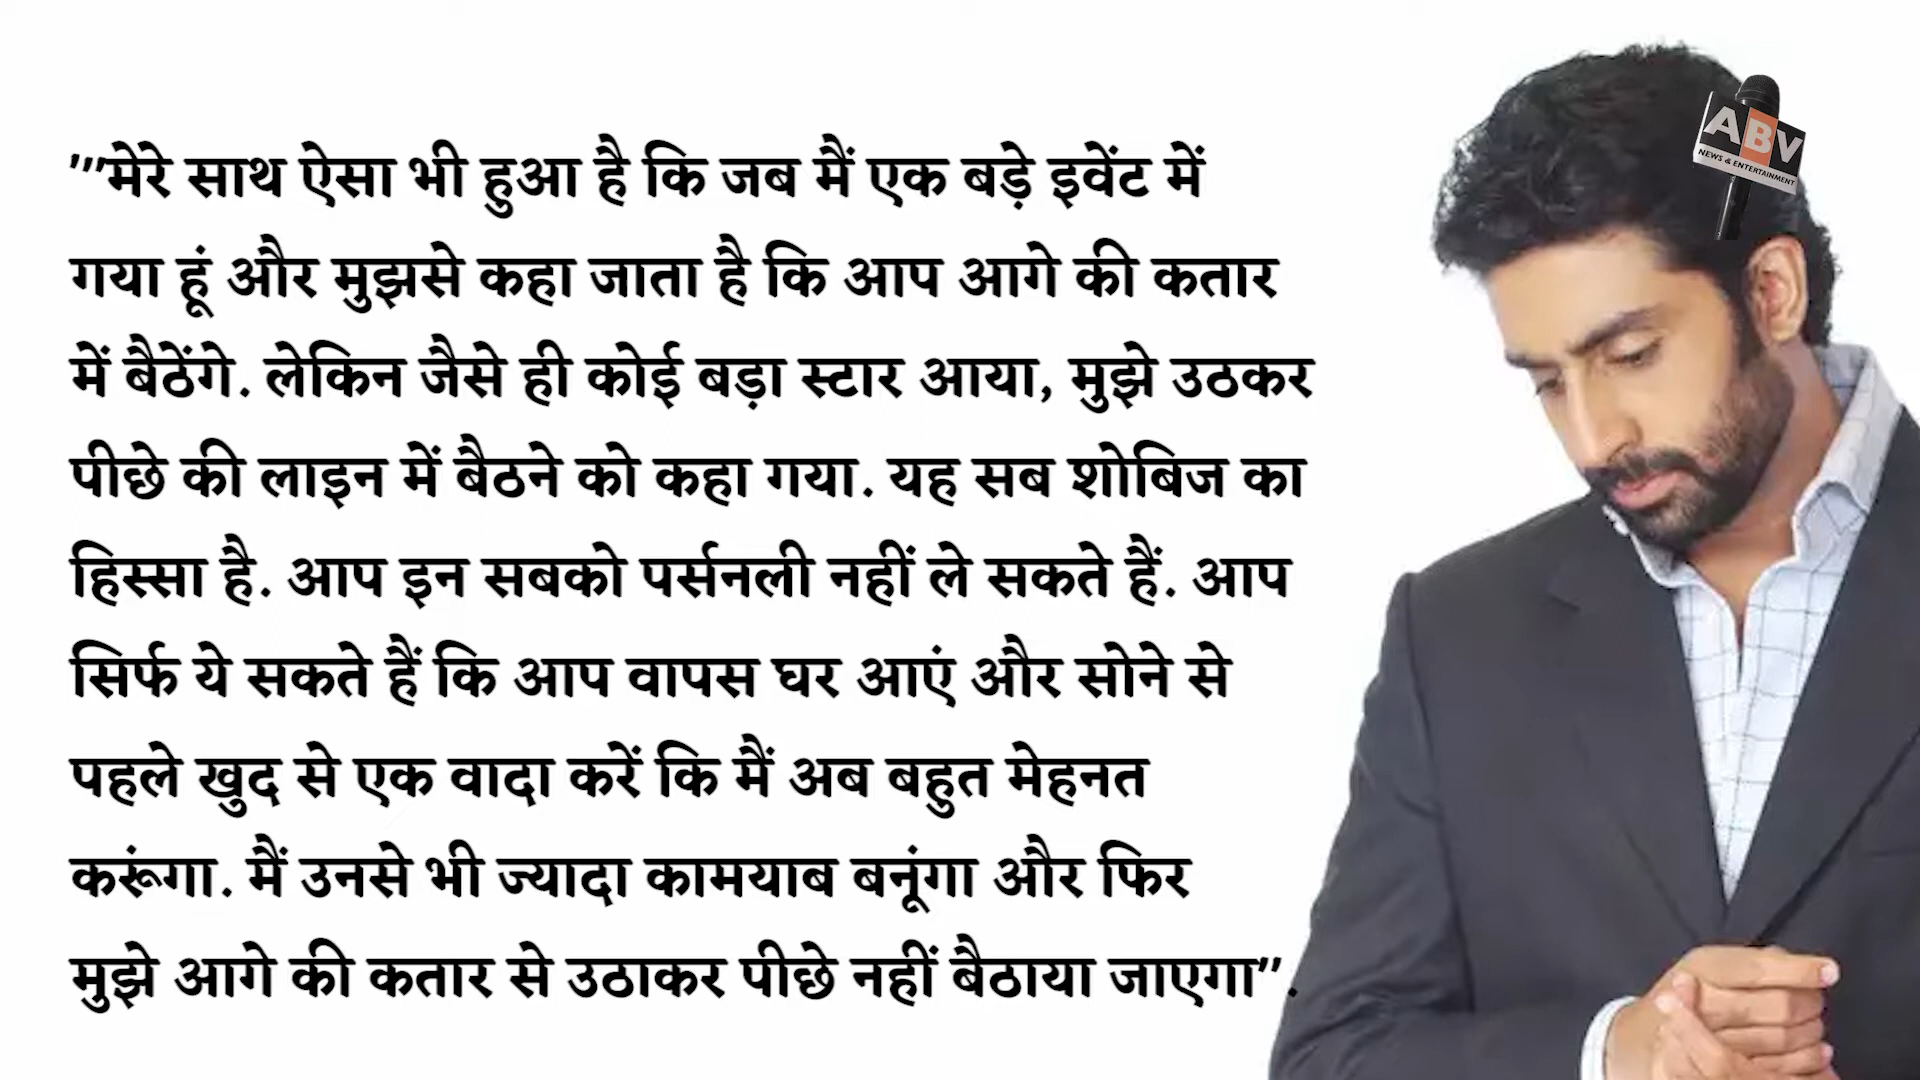 "'मेरे साथ ऐसा भी हुआ है कि जब मैं एक बड़े इवेंट में
गया हूं और मुझसे कहा जाता है कि आप आगे की कतार
में बैठेंगे. लेकिन जैसे ही कोई बड़ा स्टार आया, मुझे उठकर
पीछे की लाइन में बैठने को कहा गया. यह सब शोबिज का
हिस्सा है. आप इन सबको पर्सनली नहीं ले सकते हैं. आप
सिर्फ ये सकते हैं कि आप वापस घर आएं और सोने से
पहले खुद से एक वादा करें कि मैं अब बहुत मेहनत
करूंगा. मैं उनसे भी ज्यादा कामयाब बनूंगा और फिर
मुझे आगे की कतार से उठाकर पीछे नहीं बैठाया जाएगा".
ABV
NEWS & ENTERTAINMENT